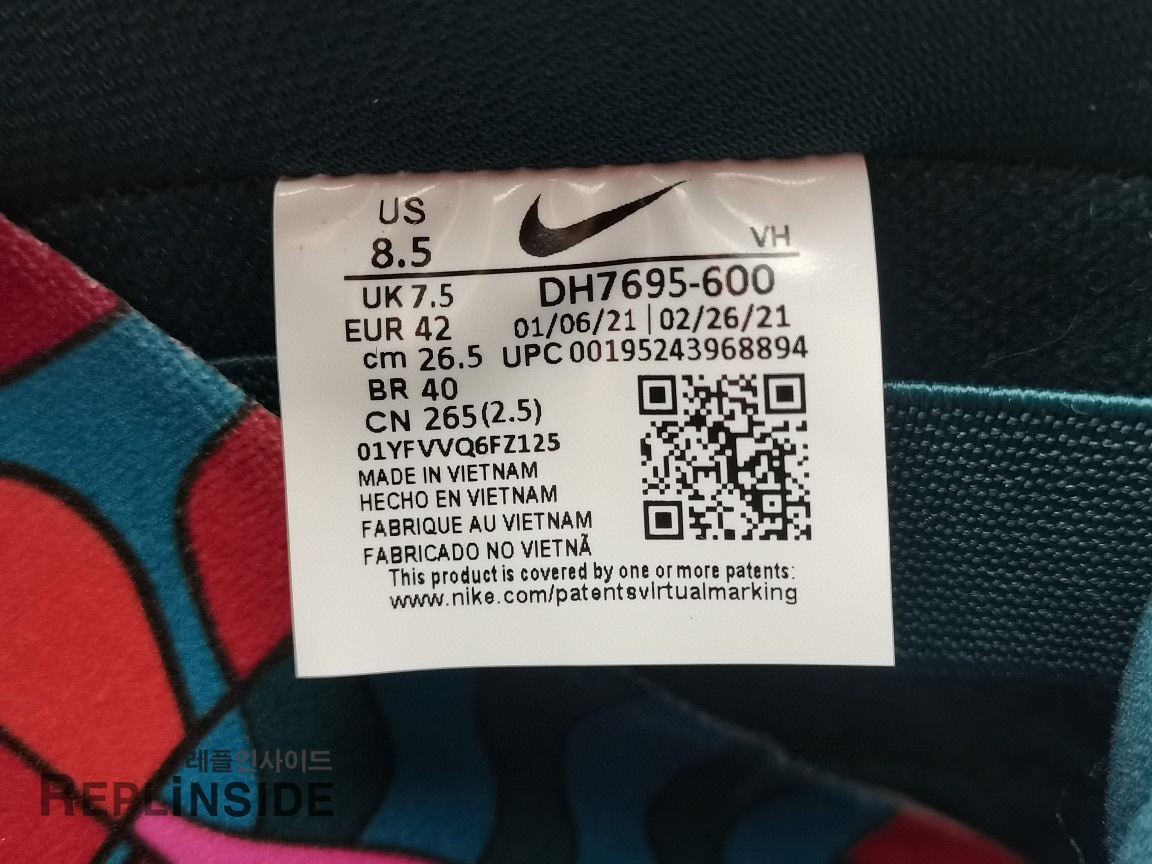 US
8.5
VH
UK 7.5
DH7695-600
EUR 42
01/06/21 | 02/26/21
cm 26.5
UPC 00195243968894
BR 40
CN 265(2.5)
01YFVVQ6FZ125
MADE IN VIETNAM
HECHO EN VIETNAM
FABRIQUE AU VIETNAM
FABRICADO NO VIETNÃ
This product is covered by one or more patents:
www.nike.com/patentsvirtualmarking
레플인사이드
REPLiNSIDE